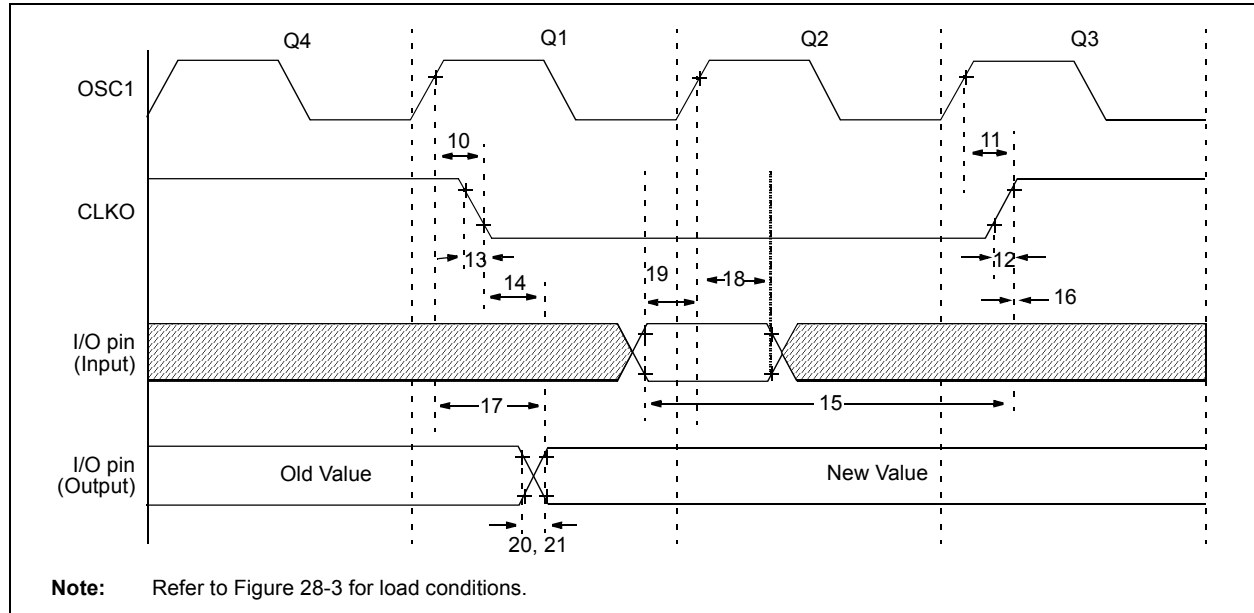 Q4 Q1 Q2 Q3
OSC1
10 11
CLKO
13 12
14 19 18
16
I/O pin
(Input)
17 15
I/O pin
(Output)
Old Value New Value
20, 21
Note: Refer to Figure 28-3 for load conditions.